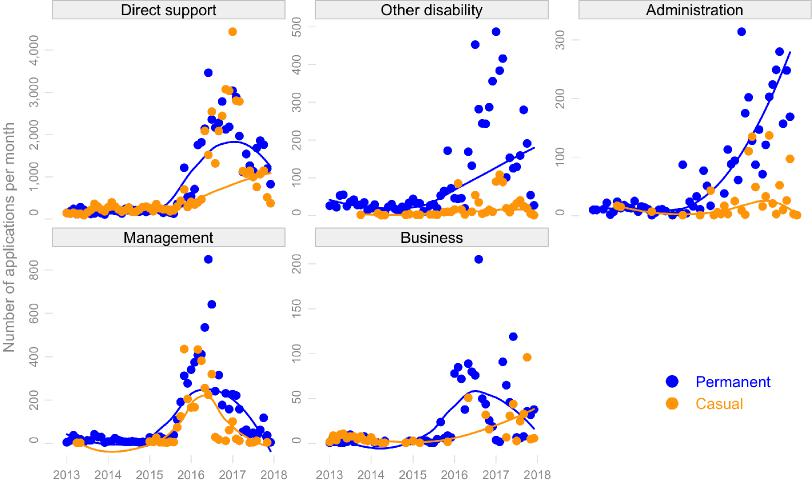 Direct support
Other disability
Administration
Number of applications per month
4,000
3,000
2,000
1,000
0
500
400
300
200
100
0
300
200
100
0
Management
Business
800
600
400
200
0
200
150
100
50
0
Permanent
Casual
2013 2014 2015 2016 2017 2018
2013 2014 2015 2016 2017 2018